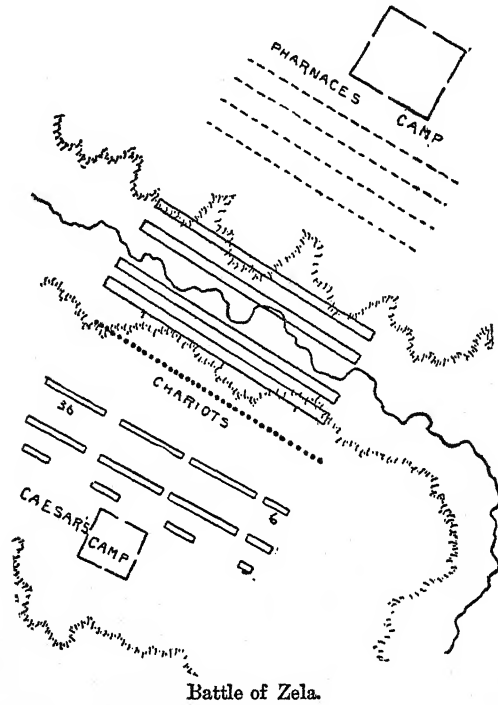 PHARNACES
CAMP
CHARIOTS
36
6
CAESAR'S
CAMP
Battle of Zela.